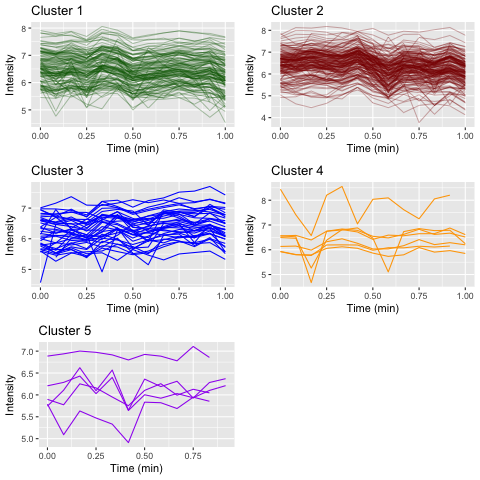 Cluster 1
Cluster 2
8
7
6
5
Intensity
0.00 0.25 0.50 0.75 1.00
Time (min)
8
7
6
5
4
Intensity
0.00 0.25 0.50 0.75 1.00
Time (min)
Cluster 3
Cluster 4
7
6
5
Intensity
0.00 0.25 0.50 0.75 1.00
Time (min)
8
7
6
5
Intensity
0.00 0.25 0.50 0.75 1.00
Time (min)
Cluster 5
7.0
6.5
6.0
5.5
5.0
Intensity
0.00 0.25 0.50 0.75
Time (min)